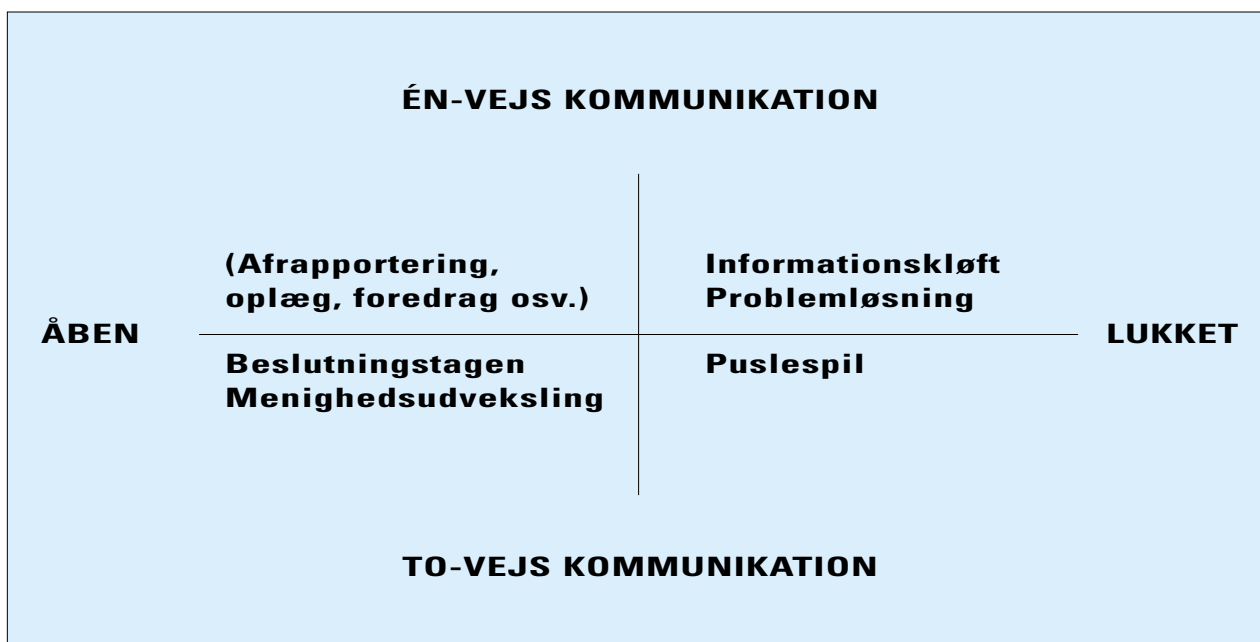 ÉN-VEJS KOMMUNIKATION
(Afrapportering,
oplæg, foredrag osv.)
Informationskløft
Problemløsning
ÅBEN
LUKKET
Beslutningstagen
Menighedsudveksling
Puslespil
TO-VEJS KOMMUNIKATION